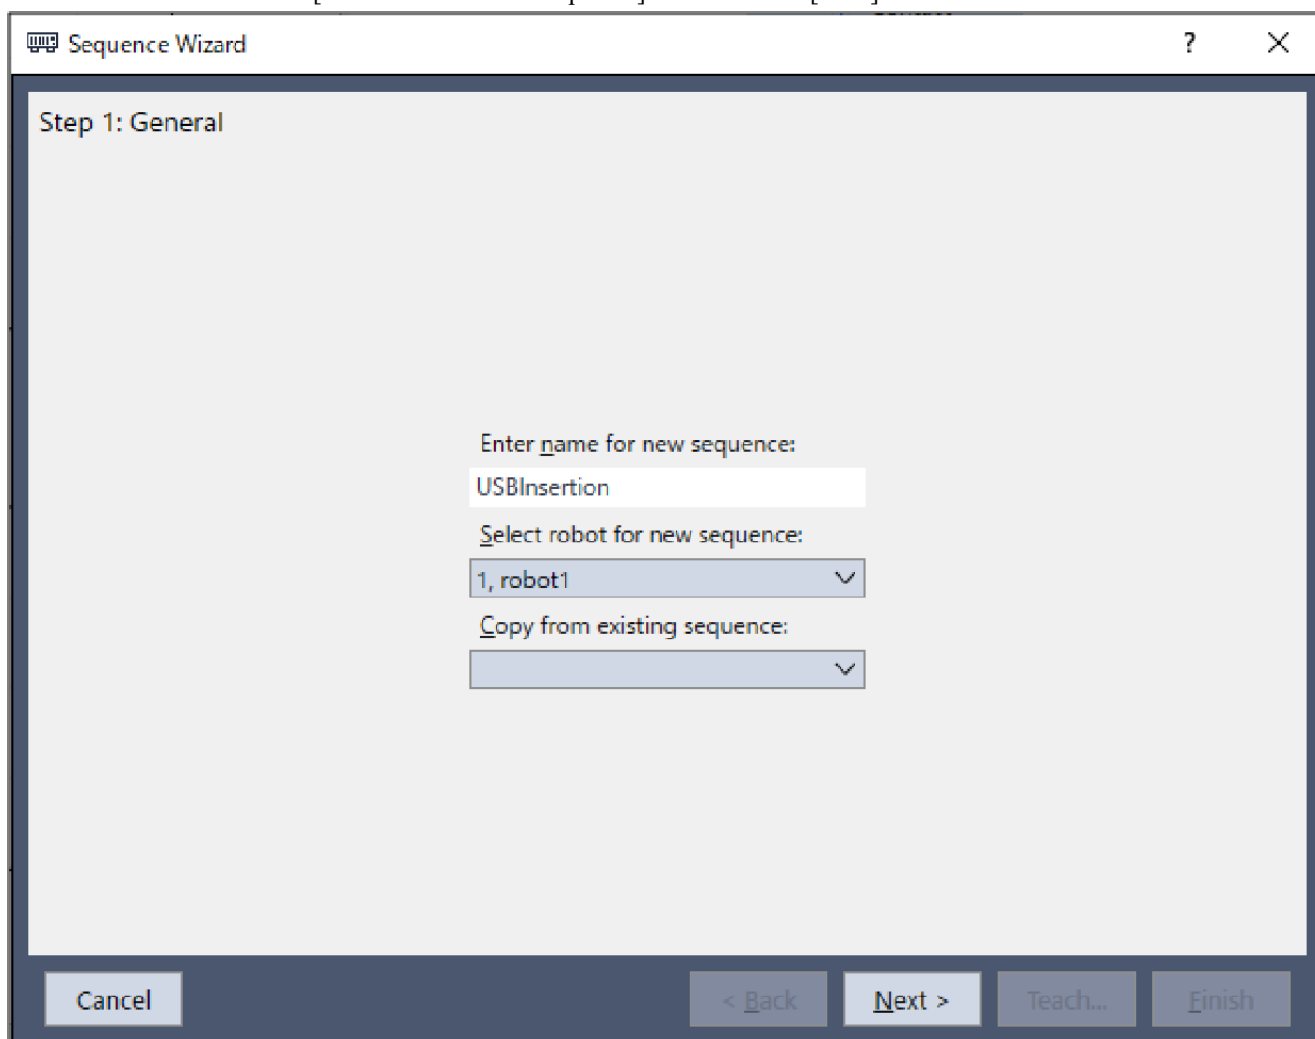 Sequence Wizard
Step 1: General
Enter name for new sequence:
USBInsertion
Select robot for new sequence:
1, robot1
Copy from existing sequence:
Cancel
< Back
Next >
Teach...
Finish